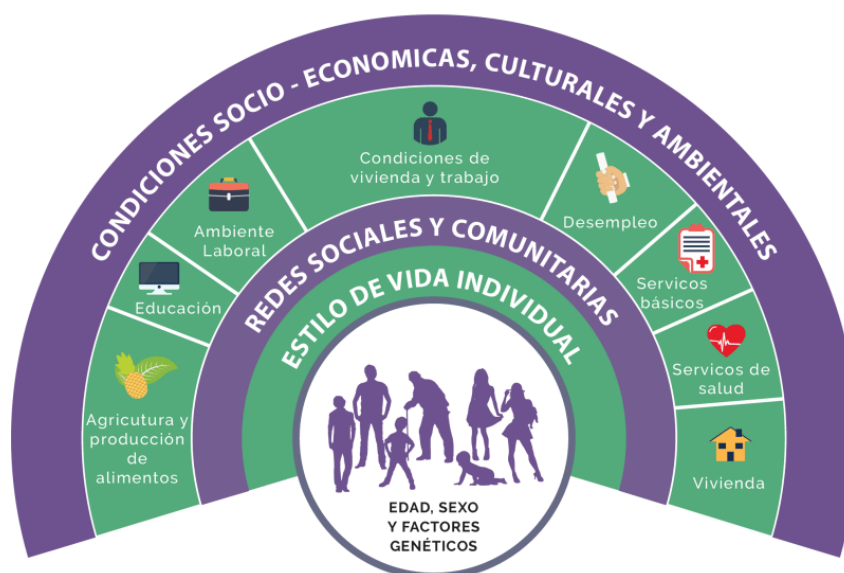 CONDICIONES SOCIO - ECONOMICAS, CULTURALES Y AMBIENTALES
Condiciones de
vivienda y trabajo
Ambiente
Laboral
Desempleo
Educación
Servicos
básicos
Agricutura y
producción
de
alimentos
Servicos de
salud
Vivienda
REDES SOCIALES Y COMUNITARIAS
ESTILO DE VIDA INDIVIDUAL
EDAD, SEXO
Y FACTORES
GENÉTICOS